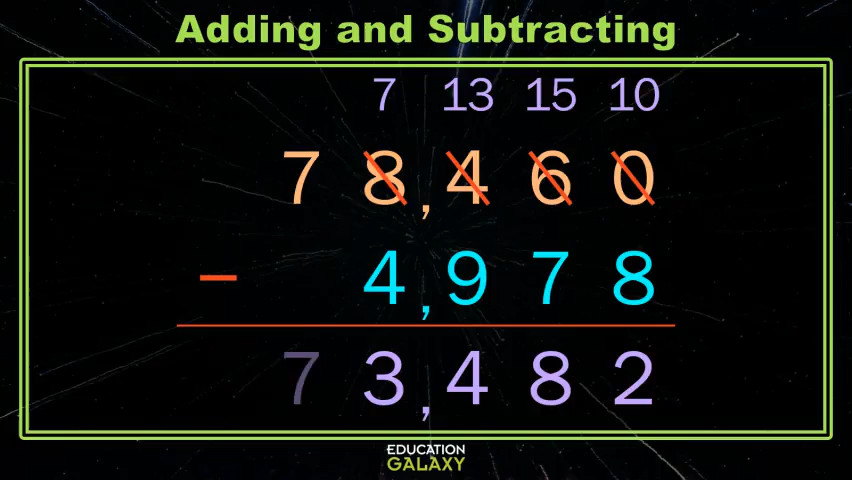 Adding and Subtracting
7 13 15 10
7 8,4 6 0
− 4,9 7 8
7 3,4 8 2
EDUCATION
GALAXY